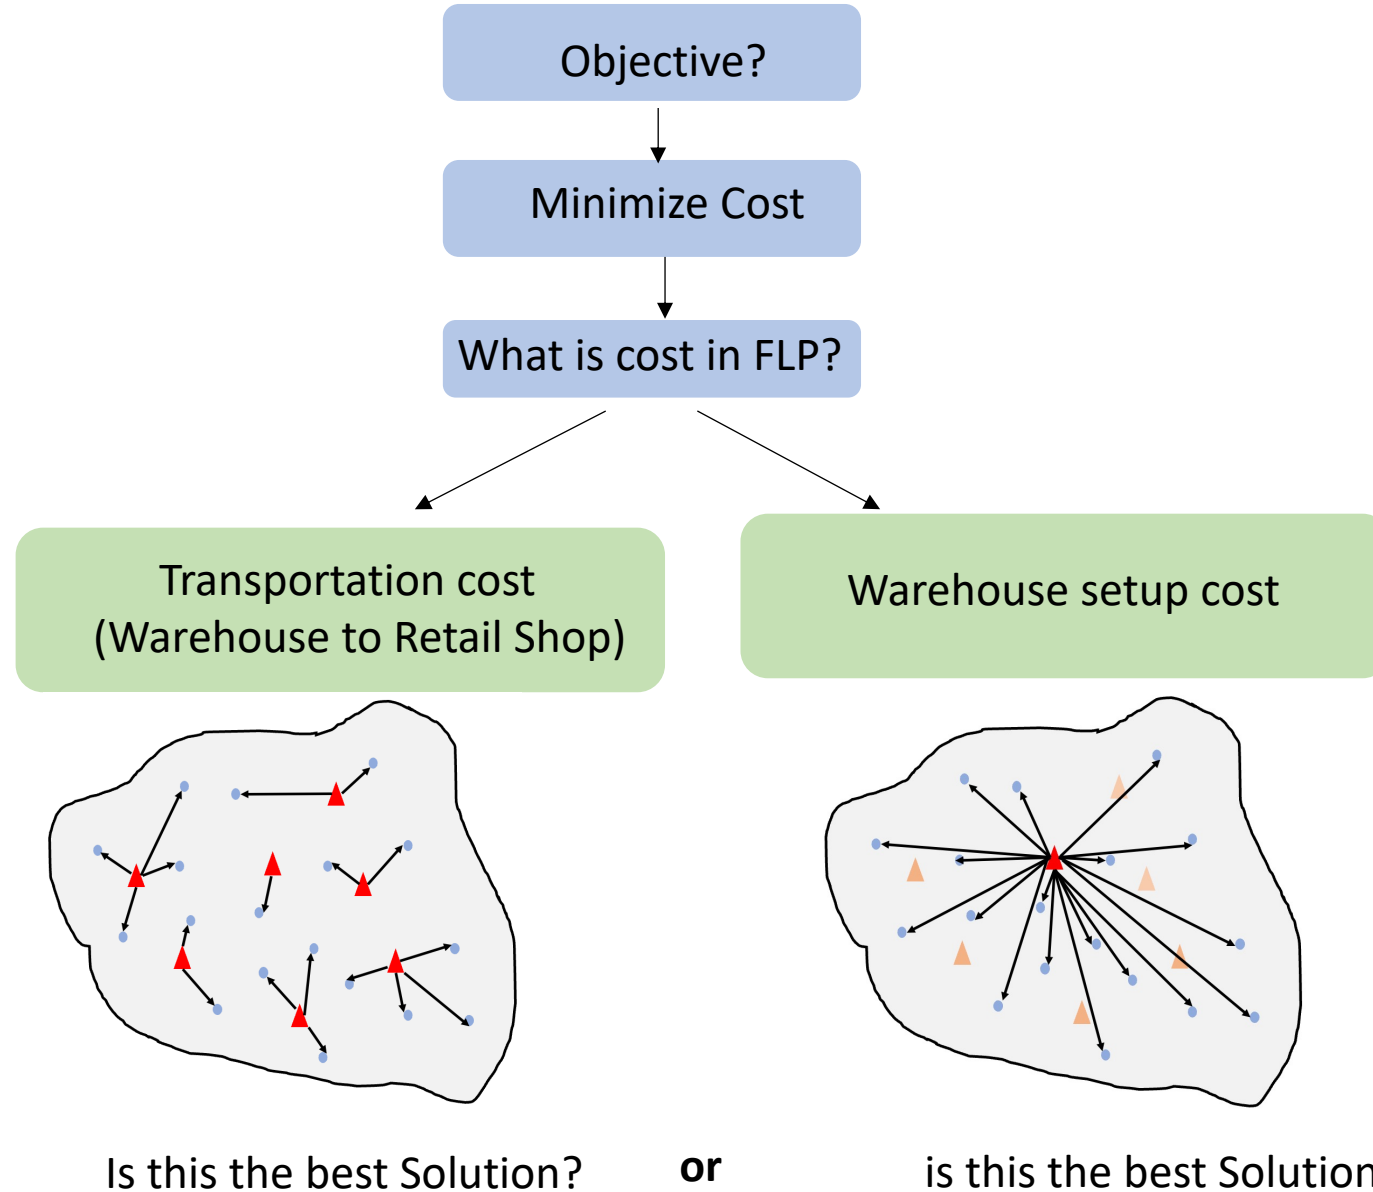 Objective?
Minimize Cost
What is cost in FLP?
Transportation cost
(Warehouse to Retail Shop)
Warehouse setup cost
Is this the best Solution?
or
is this the best Solution